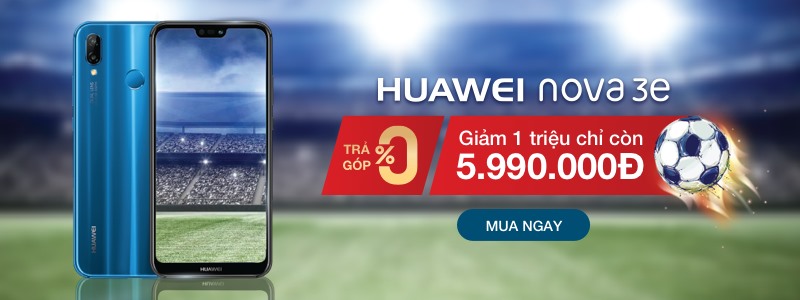 HUAWEI nova 3e
TRẢ GÓP 0%
Giảm 1 triệu chỉ còn
5.990.000Đ
MUA NGAY
HUAWEI
HUAWEI